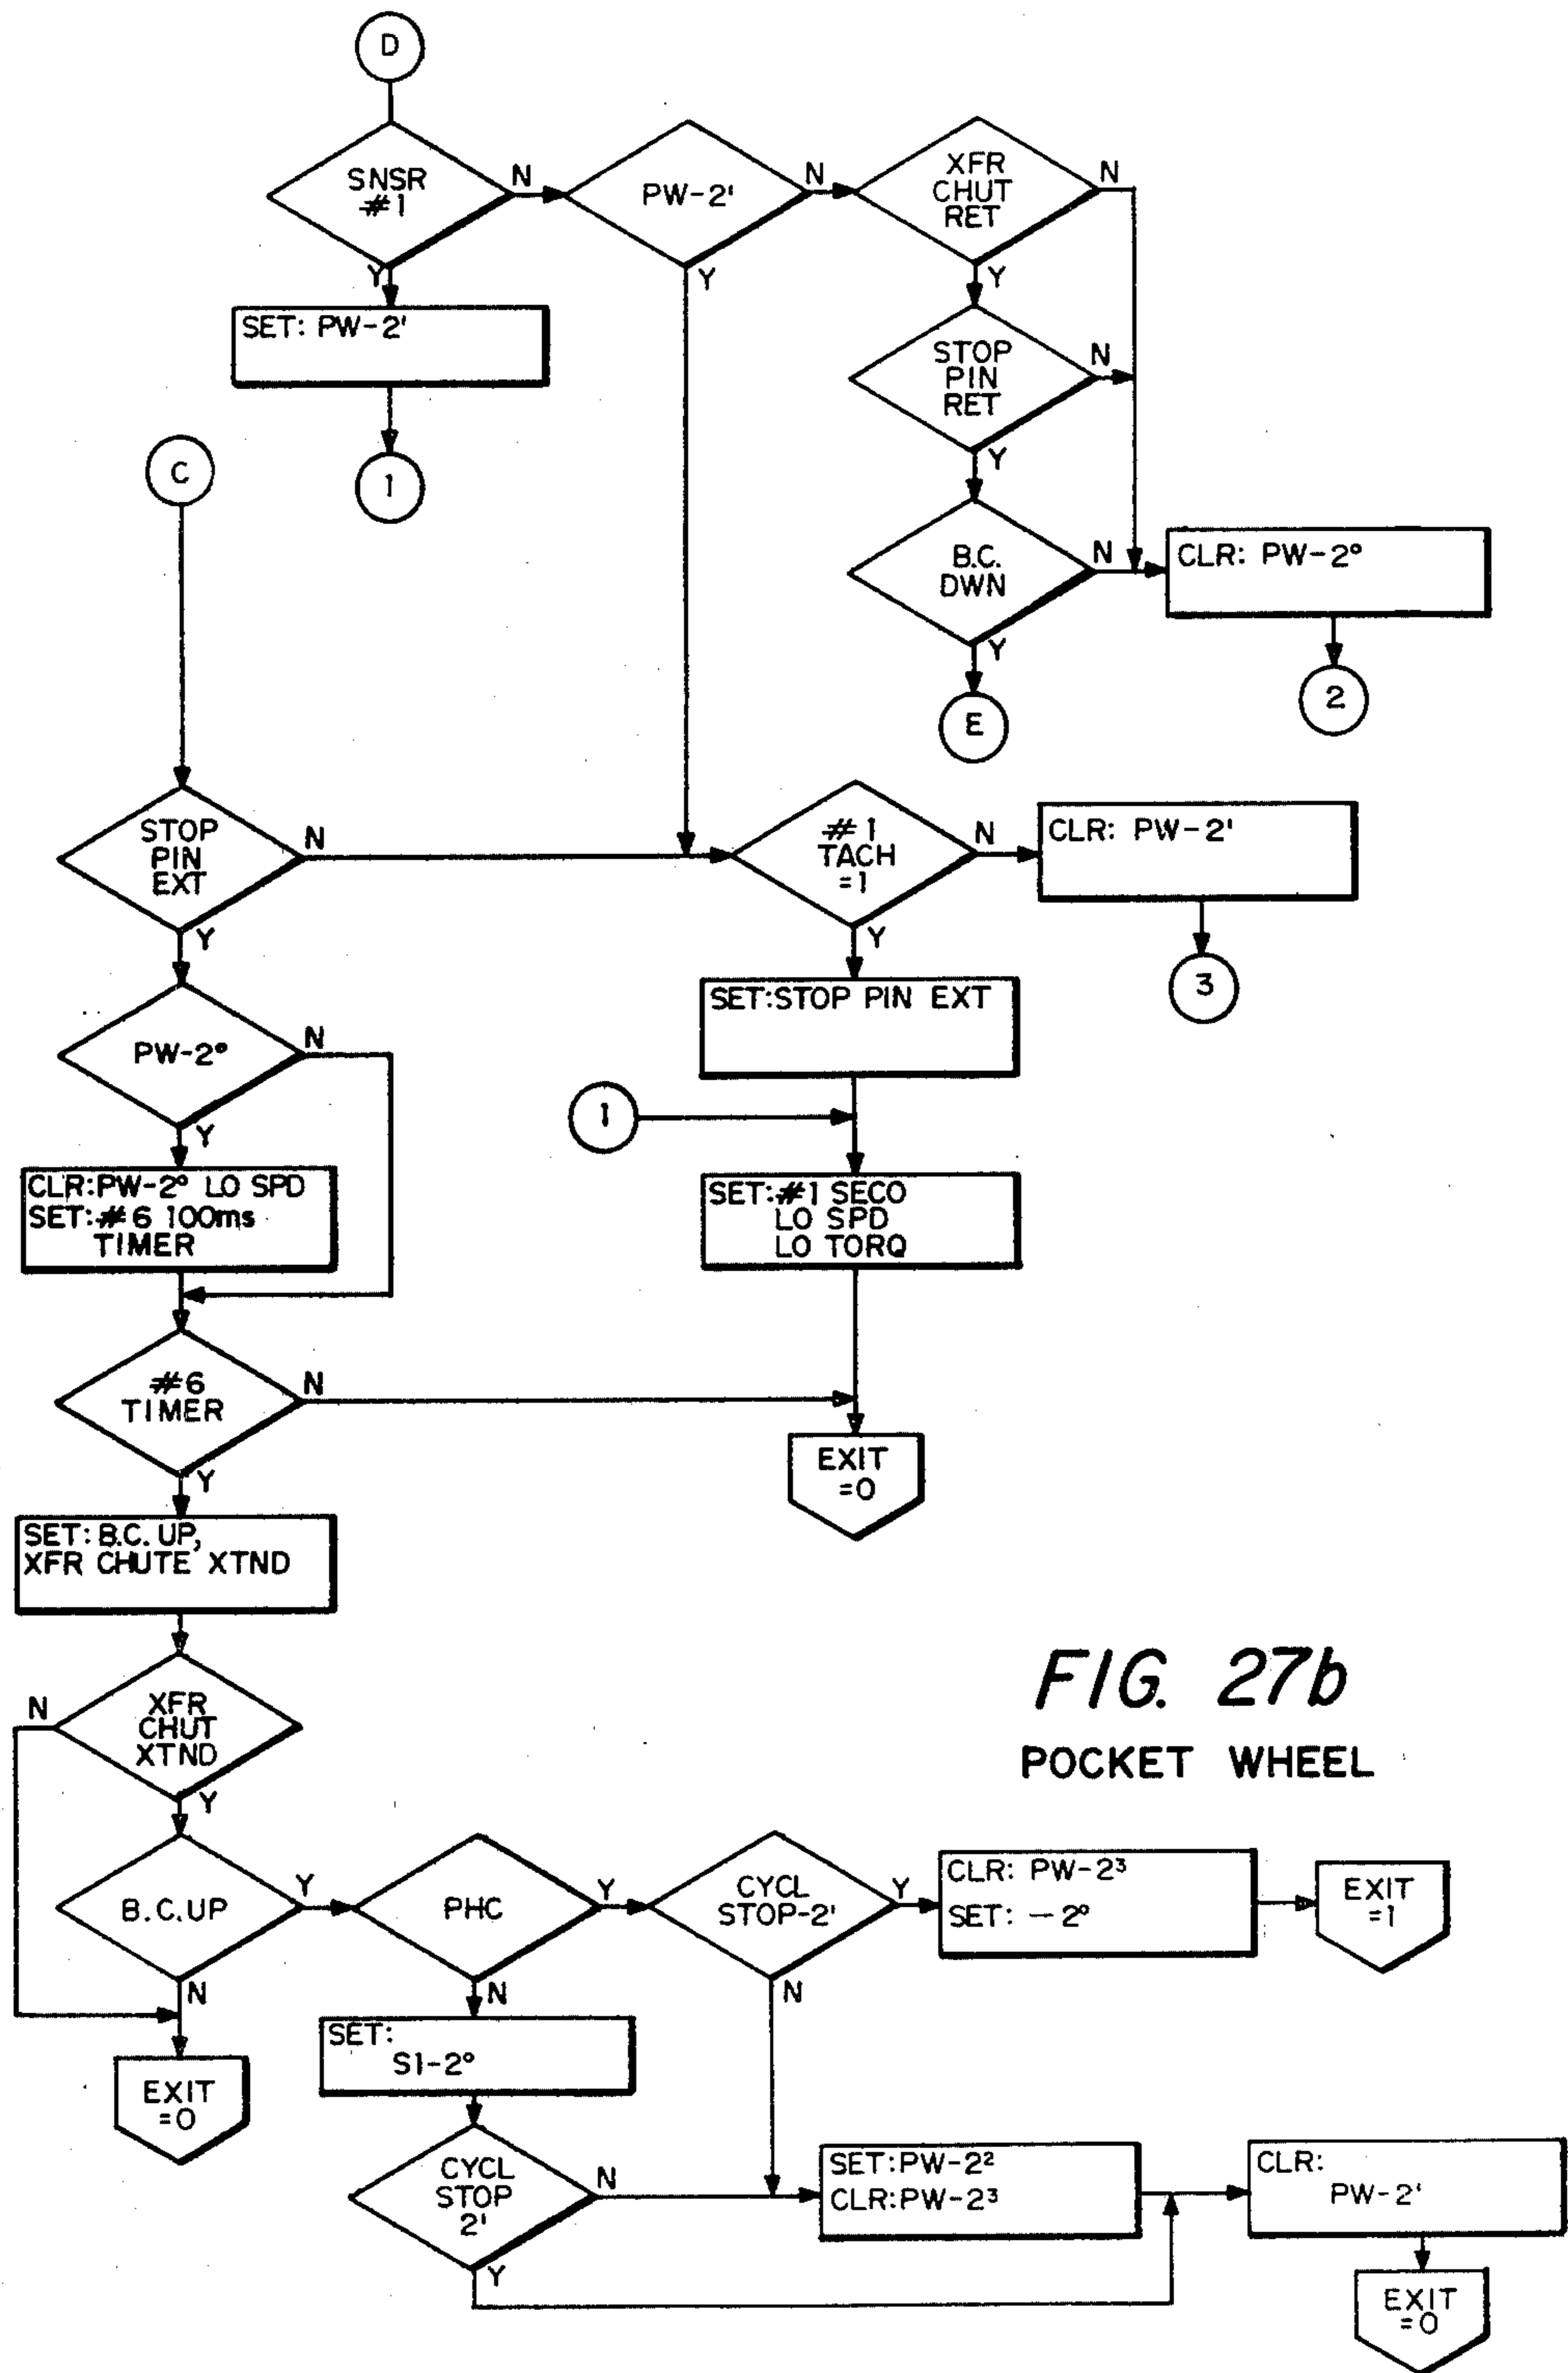 D
SNSR
#1
N
Y
PW-2'
N
Y
XFR
CHUT
RET
N
Y
SET: PW-2'
1
STOP
PIN
RET
N
Y
C
B.C.
DWN
N
Y
CLR: PW-2°
2
E
STOP
PIN
EXT
N
Y
#1
TACH
=1
N
Y
CLR: PW-2'
3
SET:STOP PIN EXT
PW-2°
N
Y
1
CLR:PW-2° LO SPD
SET:#6 100ms
TIMER
SET:#1 SECO
LO SPD
LO TORQ
#6
TIMER
N
Y
EXIT
=0
SET: B.C. UP,
XFR CHUTE XTND
XFR
CHUT
XTND
N
Y
FIG. 27b
POCKET WHEEL
B.C.UP
Y
N
PHC
Y
N
CYCL
STOP-2'
Y
N
CLR: PW-2³
SET: -2°
EXIT
=1
EXIT
=0
SET:
S1-2°
CYCL
STOP
2'
N
Y
SET:PW-2²
CLR:PW-2³
CLR:
PW-2'
EXIT
=0